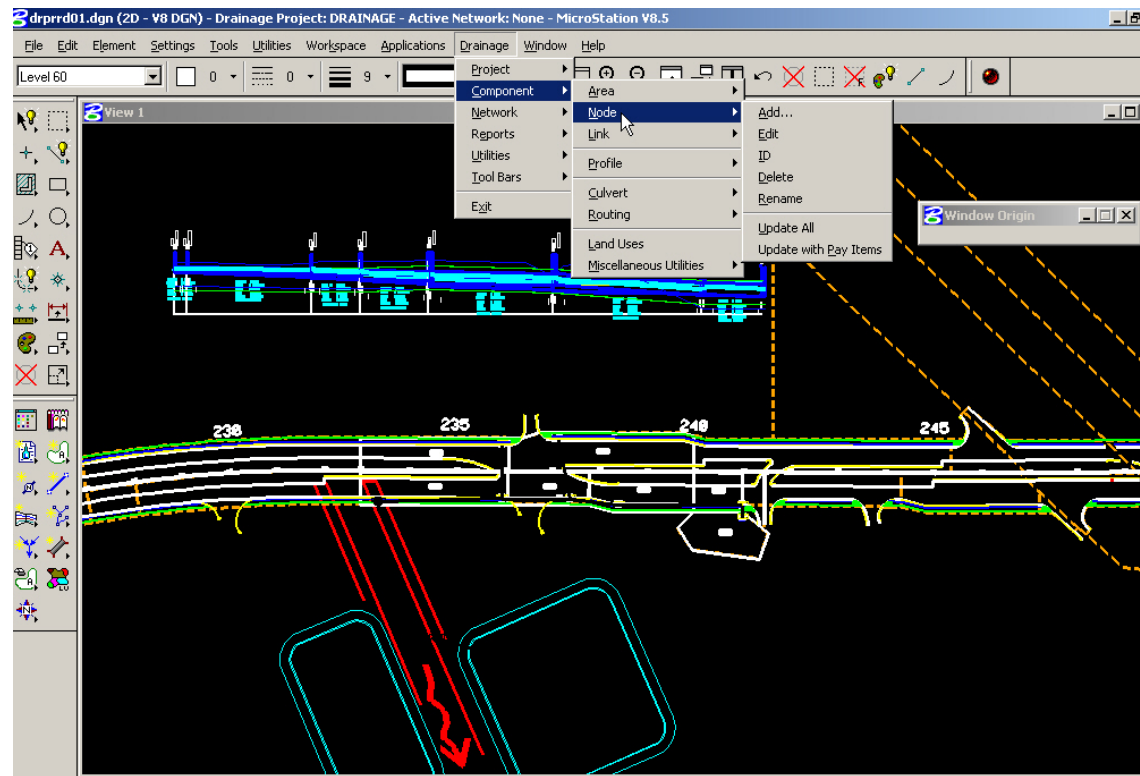 drprrd01.dgn (2D - V8 DGN) - Drainage Project: DRAINAGE - Active Network: None - MicroStation V8.5
File Edit Element Settings Tools Utilities Workspace Applications Drainage Window Help
Level 60 0 0 9
Project
Component
Network
Reports
Utilities
Tool Bars
Exit
Area
Node
Link
Profile
Culvert
Routing
Land Uses
Miscellaneous Utilities
Add...
Edit
ID
Delete
Rename
Update All
Update with Pay Items
View 1
Window Origin
230 235 240 245